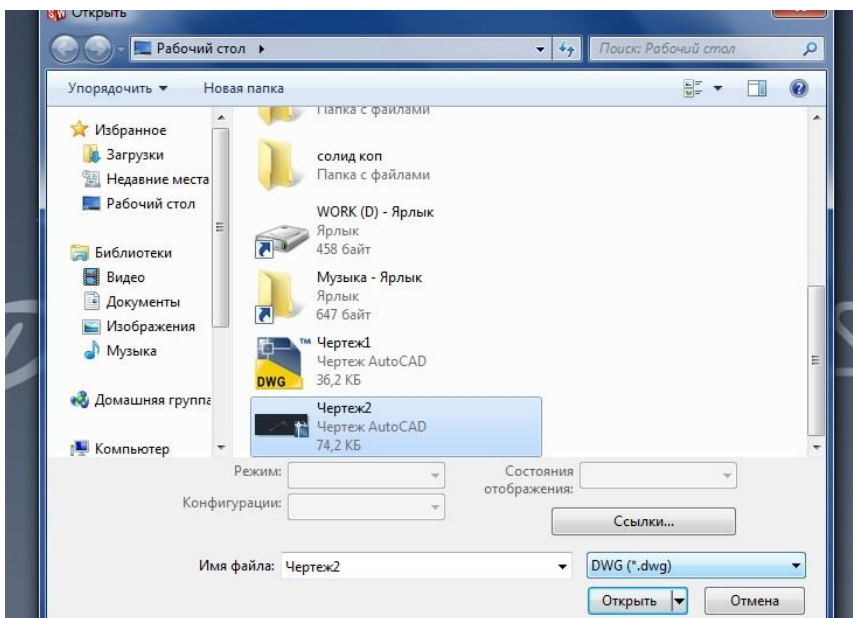 Открыть
Рабочий стол
Поиск: Рабочий стол
Упорядочить
Новая папка
Избранное
Загрузки
Недавние места
Рабочий стол
Библиотеки
Видео
Документы
Изображения
Музыка
Домашняя группа
Компьютер
Папка с файлами
солид коп
Папка с файлами
WORK (D) - Ярлык
Ярлык
458 байт
Музыка - Ярлык
Ярлык
647 байт
DWG
TM
Чертеж1
Чертеж AutoCAD
36,2 КБ
Чертеж2
Чертеж AutoCAD
74,2 КБ
Режим:
Состояния
отображения:
Конфигурации:
Ссылки...
Имя файла: Чертеж2
DWG (*.dwg)
Открыть
Отмена